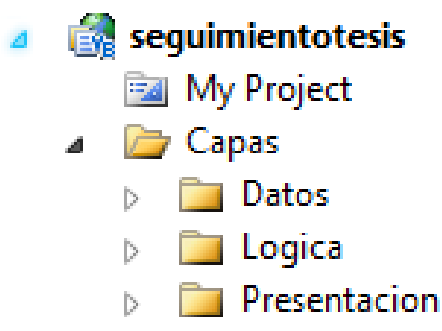 seguimientotesis
My Project
Capas
Datos
Logica
Presentacion